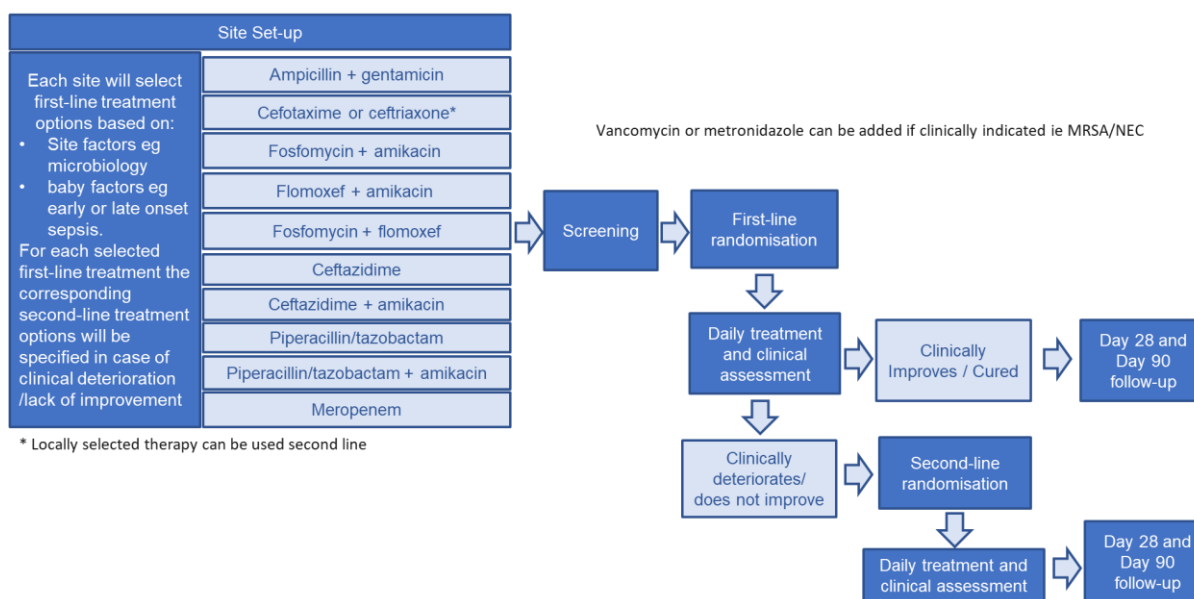 Site Set-up
Each site will select
first-line treatment
options based on:
• Site factors eg
microbiology
• baby factors eg
early or late onset
sepsis.
For each selected
first-line treatment the
corresponding
second-line treatment
options will be
specified in case of
clinical deterioration
/lack of improvement
Ampicillin + gentamicin
Cefotaxime or ceftriaxone*
Fosfomycin + amikacin
Flomoxef + amikacin
Fosfomycin + flomoxef
Ceftazidime
Ceftazidime + amikacin
Piperacillin/tazobactam
Piperacillin/tazobactam + amikacin
Meropenem
* Locally selected therapy can be used second line
Vancomycin or metronidazole can be added if clinically indicated ie MRSA/NEC
Screening
First-line
randomisation
Daily treatment
and clinical
assessment
Clinically
Improves / Cured
Day 28 and
Day 90
follow-up
Clinically
deteriorates/
does not improve
Second-line
randomisation
Daily treatment and
clinical assessment
Day 28 and
Day 90
follow-up